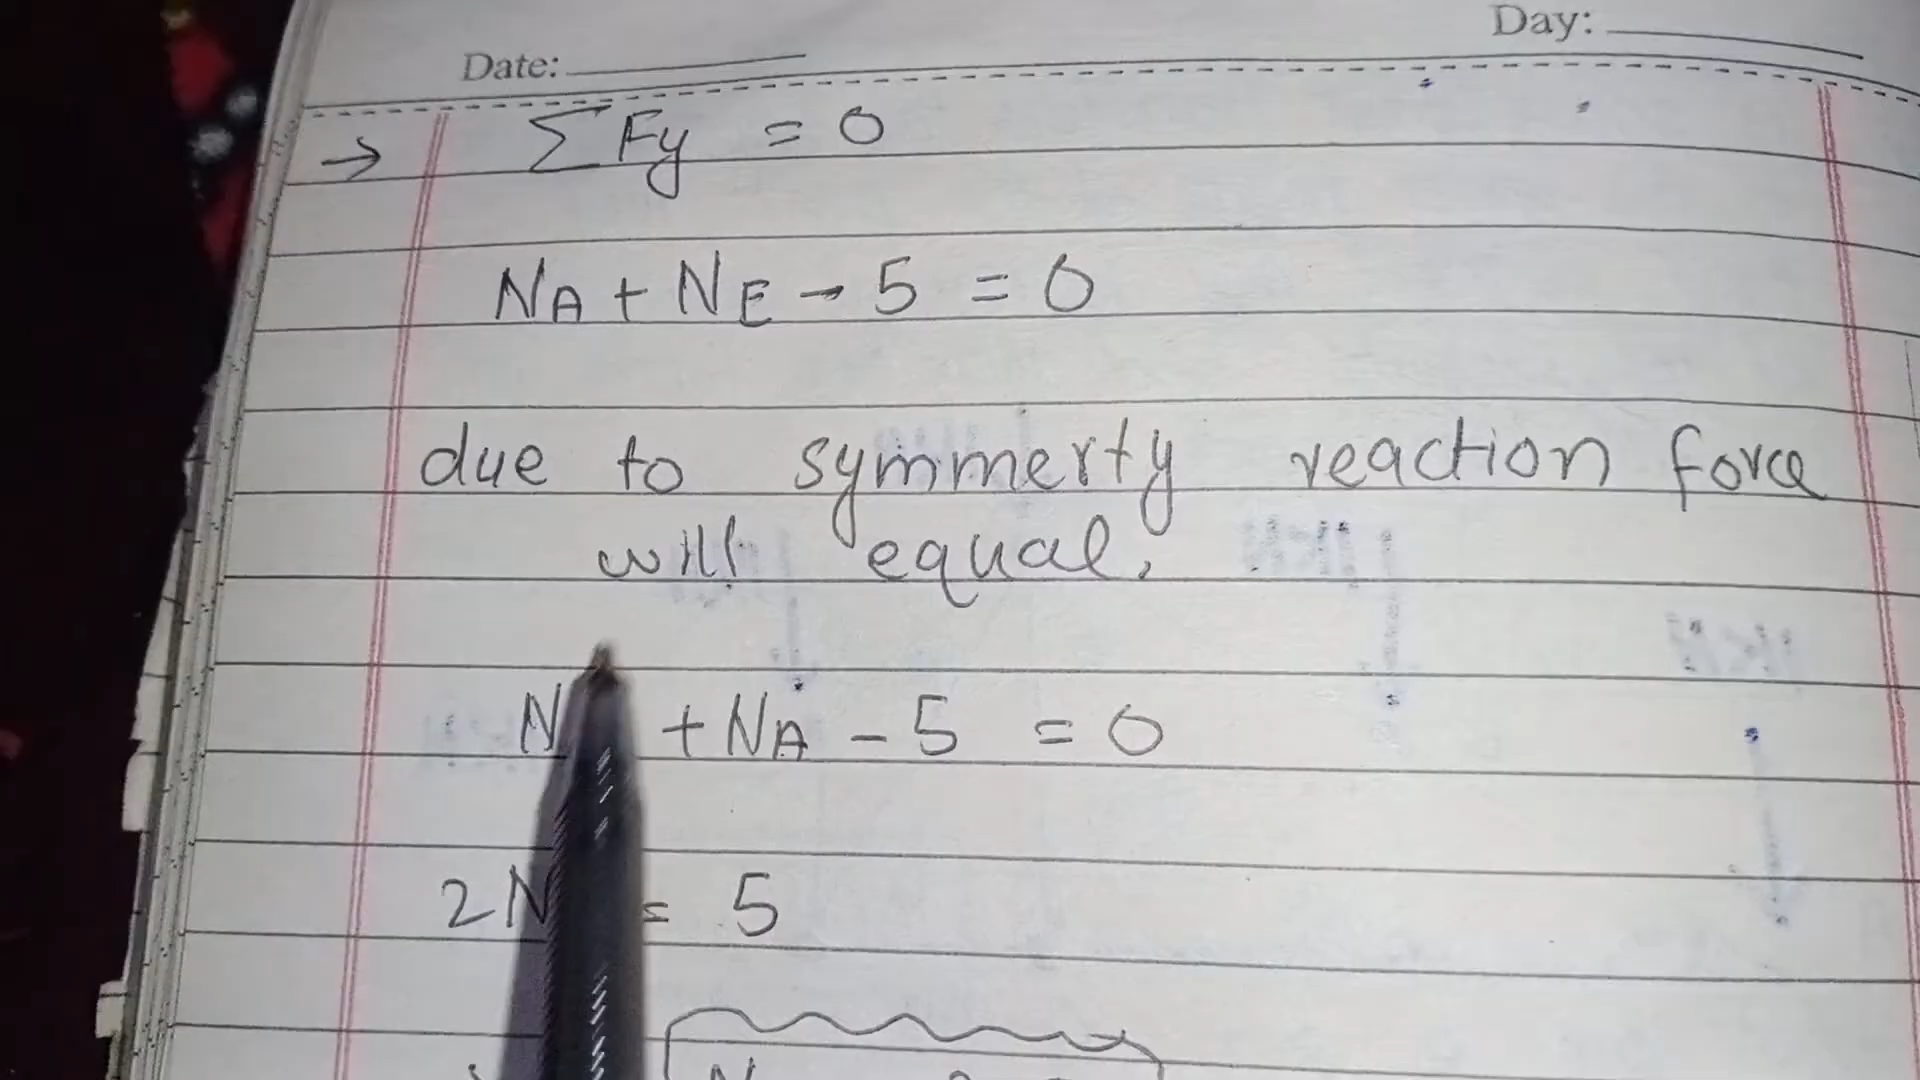 Date: Day:
→ ΣFy = 0
NA + NE - 5 = 0
due to symmerty reaction force
will equal.
N + NA - 5 = 0
2N = 5